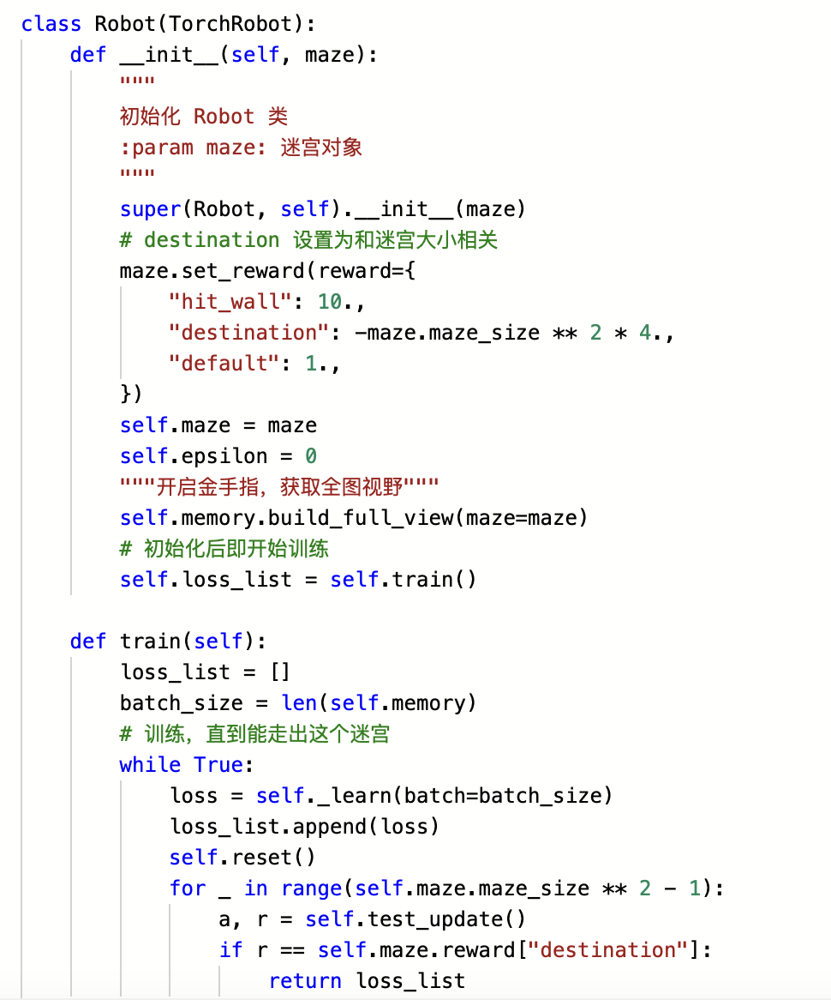 class Robot(TorchRobot):
    def __init__(self, maze):
        """
        初始化 Robot 类
        :param maze: 迷宫对象
        """
        super(Robot, self).__init__(maze)
        # destination 设置为和迷宫大小相关
        maze.set_reward(reward={
            "hit_wall": 10.,
            "destination": -maze.maze_size ** 2 * 4.,
            "default": 1.,
        })
        self.maze = maze
        self.epsilon = 0
        """开启金手指，获取全图视野"""
        self.memory.build_full_view(maze=maze)
        # 初始化后即开始训练
        self.loss_list = self.train()

    def train(self):
        loss_list = []
        batch_size = len(self.memory)
        # 训练，直到能走出这个迷宫
        while True:
            loss = self._learn(batch=batch_size)
            loss_list.append(loss)
            self.reset()
            for _ in range(self.maze.maze_size ** 2 - 1):
                a, r = self.test_update()
                if r == self.maze.reward["destination"]:
                    return loss_list